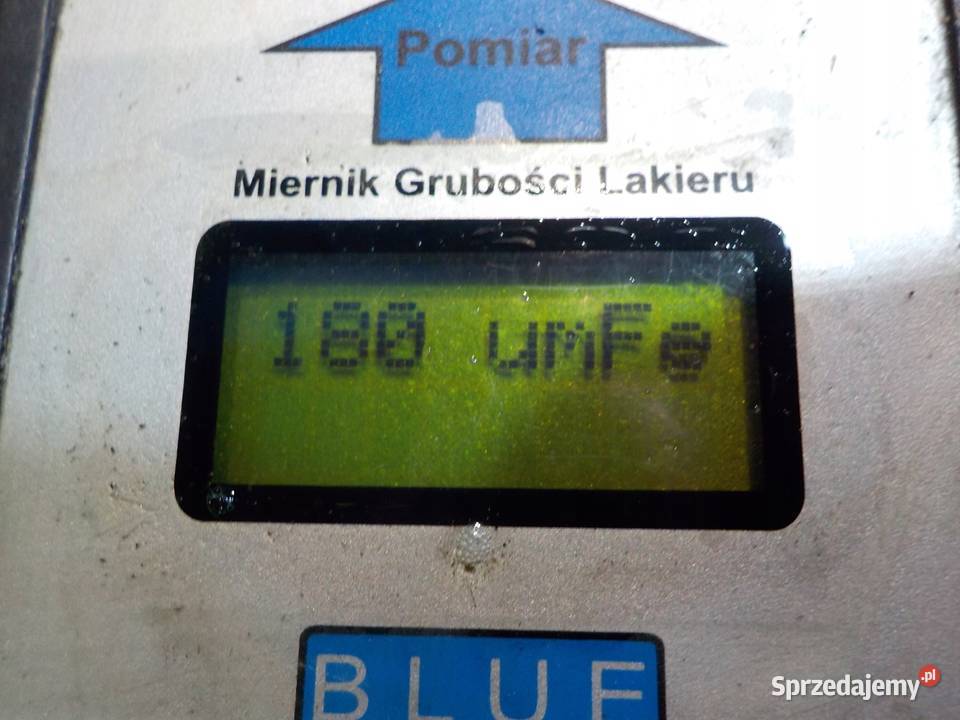 Pomiar
Miernik Grubości Lakieru
180 umFe
BLUE
Sprzedajemy.pl